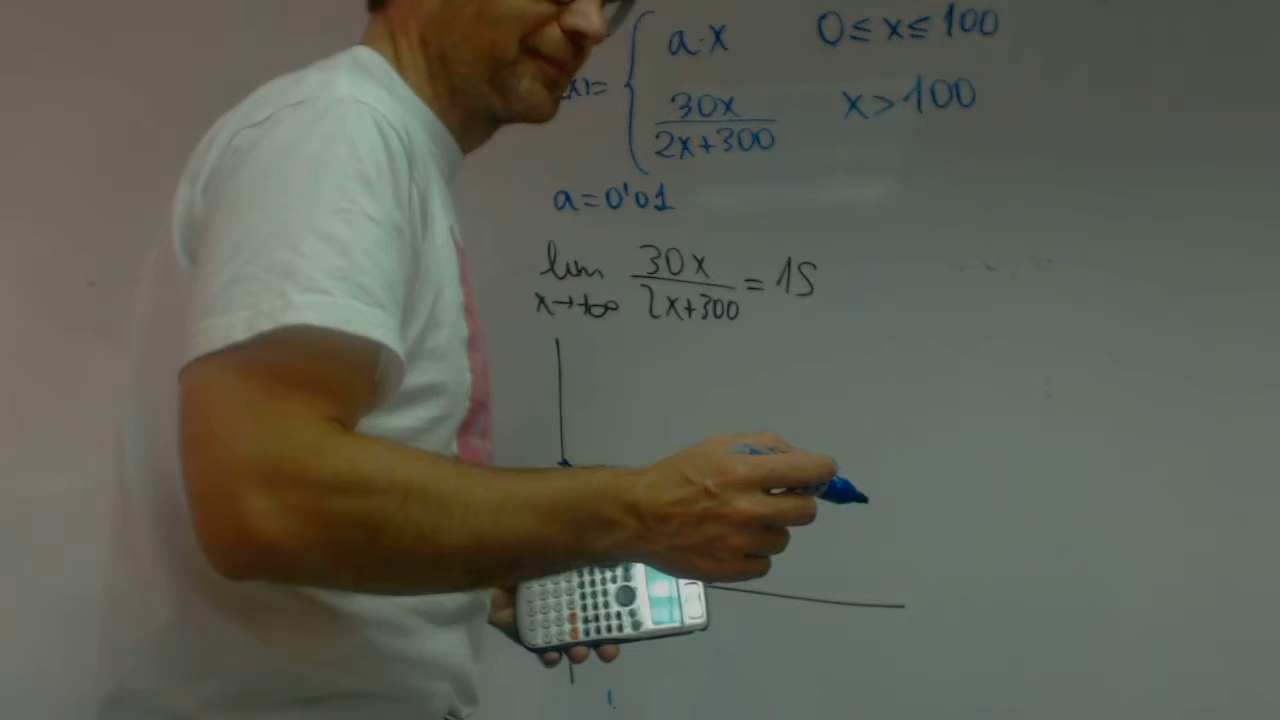 (x)= { a·x 0≤x≤100
30x/2x+300 x>100
a=0'01
lim x→+∞ 30x/2x+300 = 15